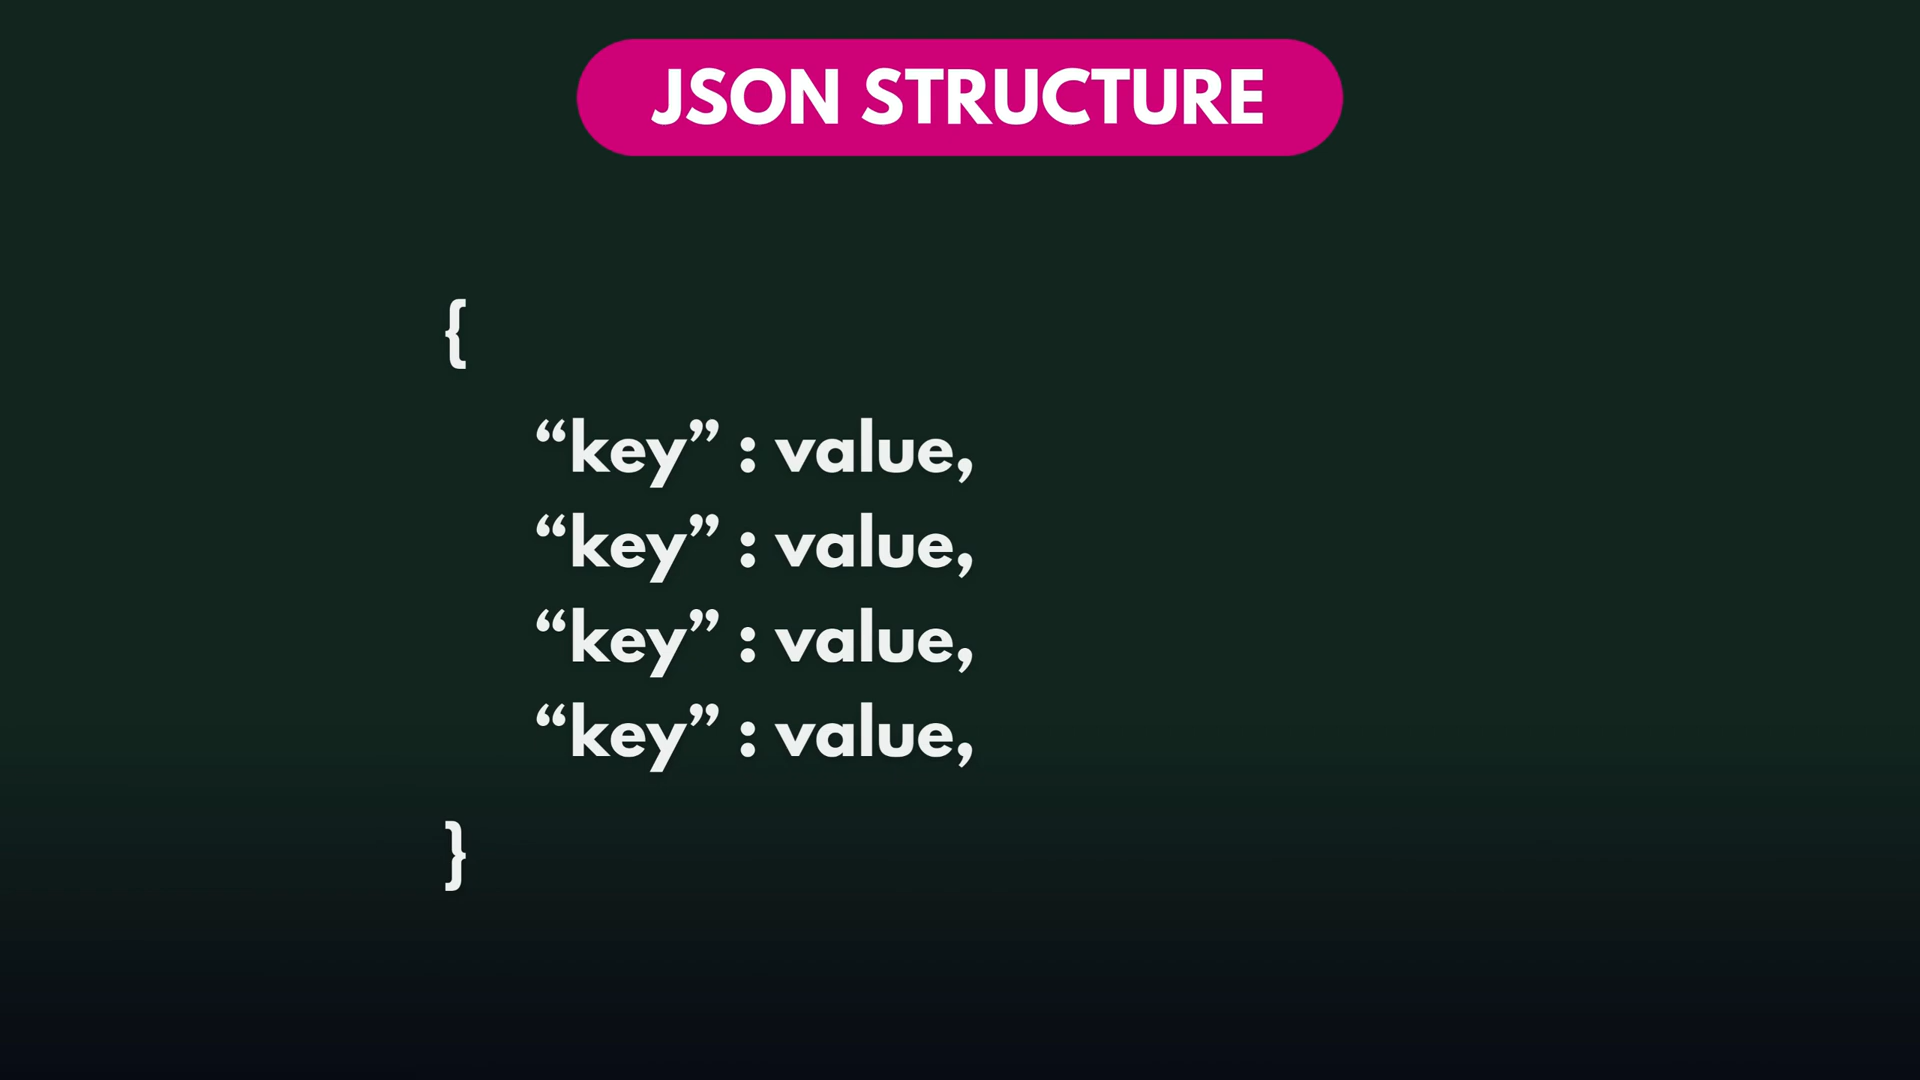 JSON STRUCTURE
{
“key” : value,
“key” : value,
“key” : value,
“key” : value,
}